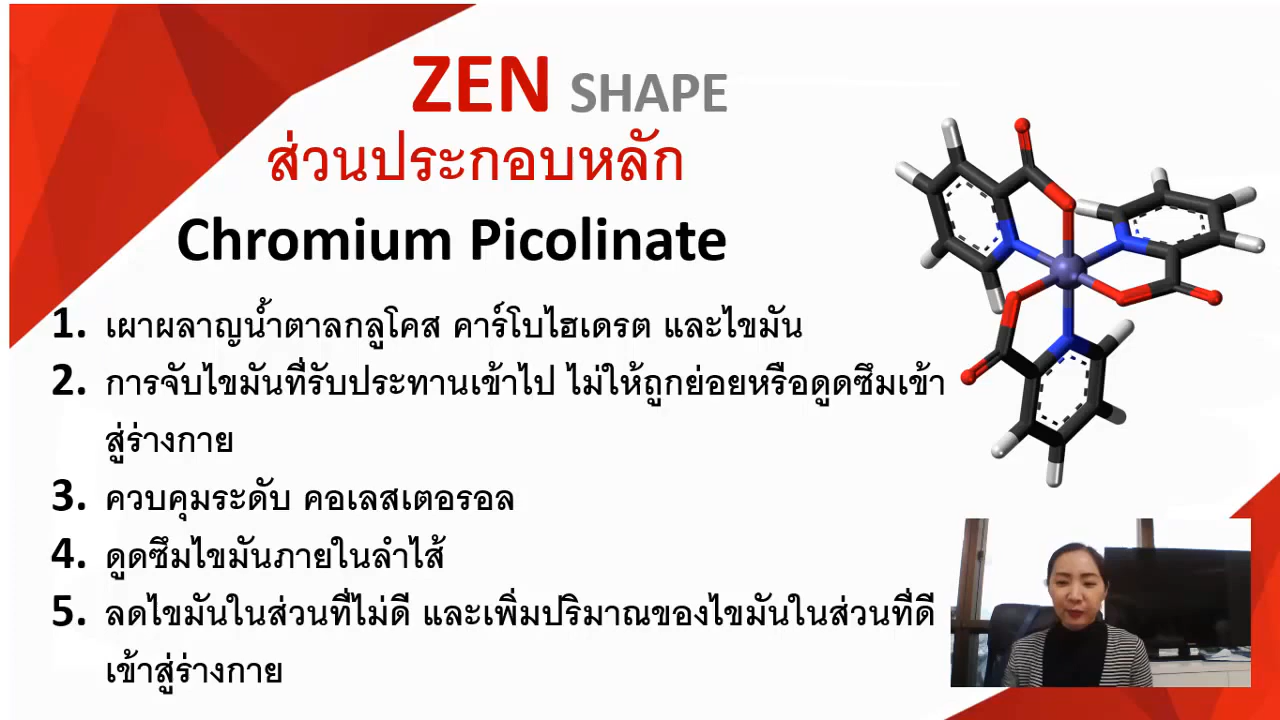 ZEN SHAPE
ส่วนประกอบหลัก
Chromium Picolinate
1. เผาผลาญน้ำตาลกลูโคส คาร์โบไฮเดรต และไขมัน
2. การจับไขมันที่รับประทานเข้าไป ไม่ให้ถูกย่อยหรือดูดซึมเข้า
สู่ร่างกาย
3. ควบคุมระดับ คอเลสเตอรอล
4. ดูดซึมไขมันภายในลำไส้
5. ลดไขมันในส่วนที่ไม่ดี และเพิ่มปริมาณของไขมันในส่วนที่ดี
เข้าสู่ร่างกาย